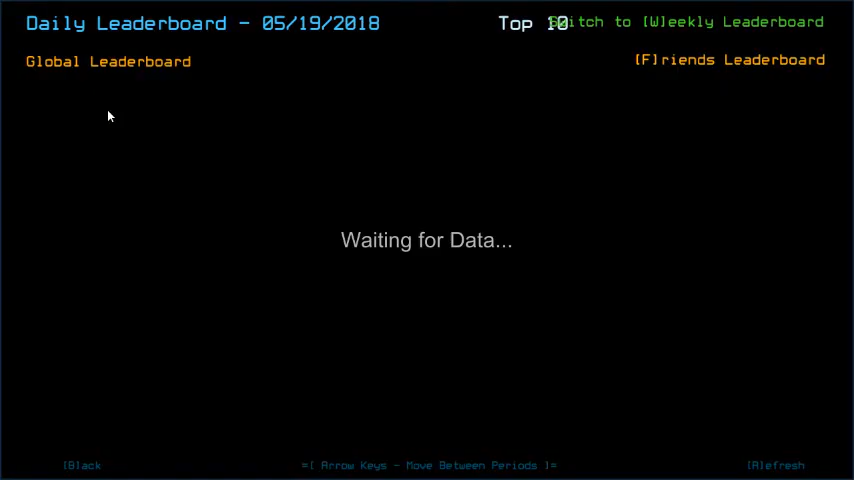 Daily Leaderboard - 05/19/2018
Top 10
Switch to [W]eekly Leaderboard
Global Leaderboard
[F]riends Leaderboard
Waiting for Data...
[B]ack
=[ Arrow Keys - Move Between Periods ]=
[R]efresh